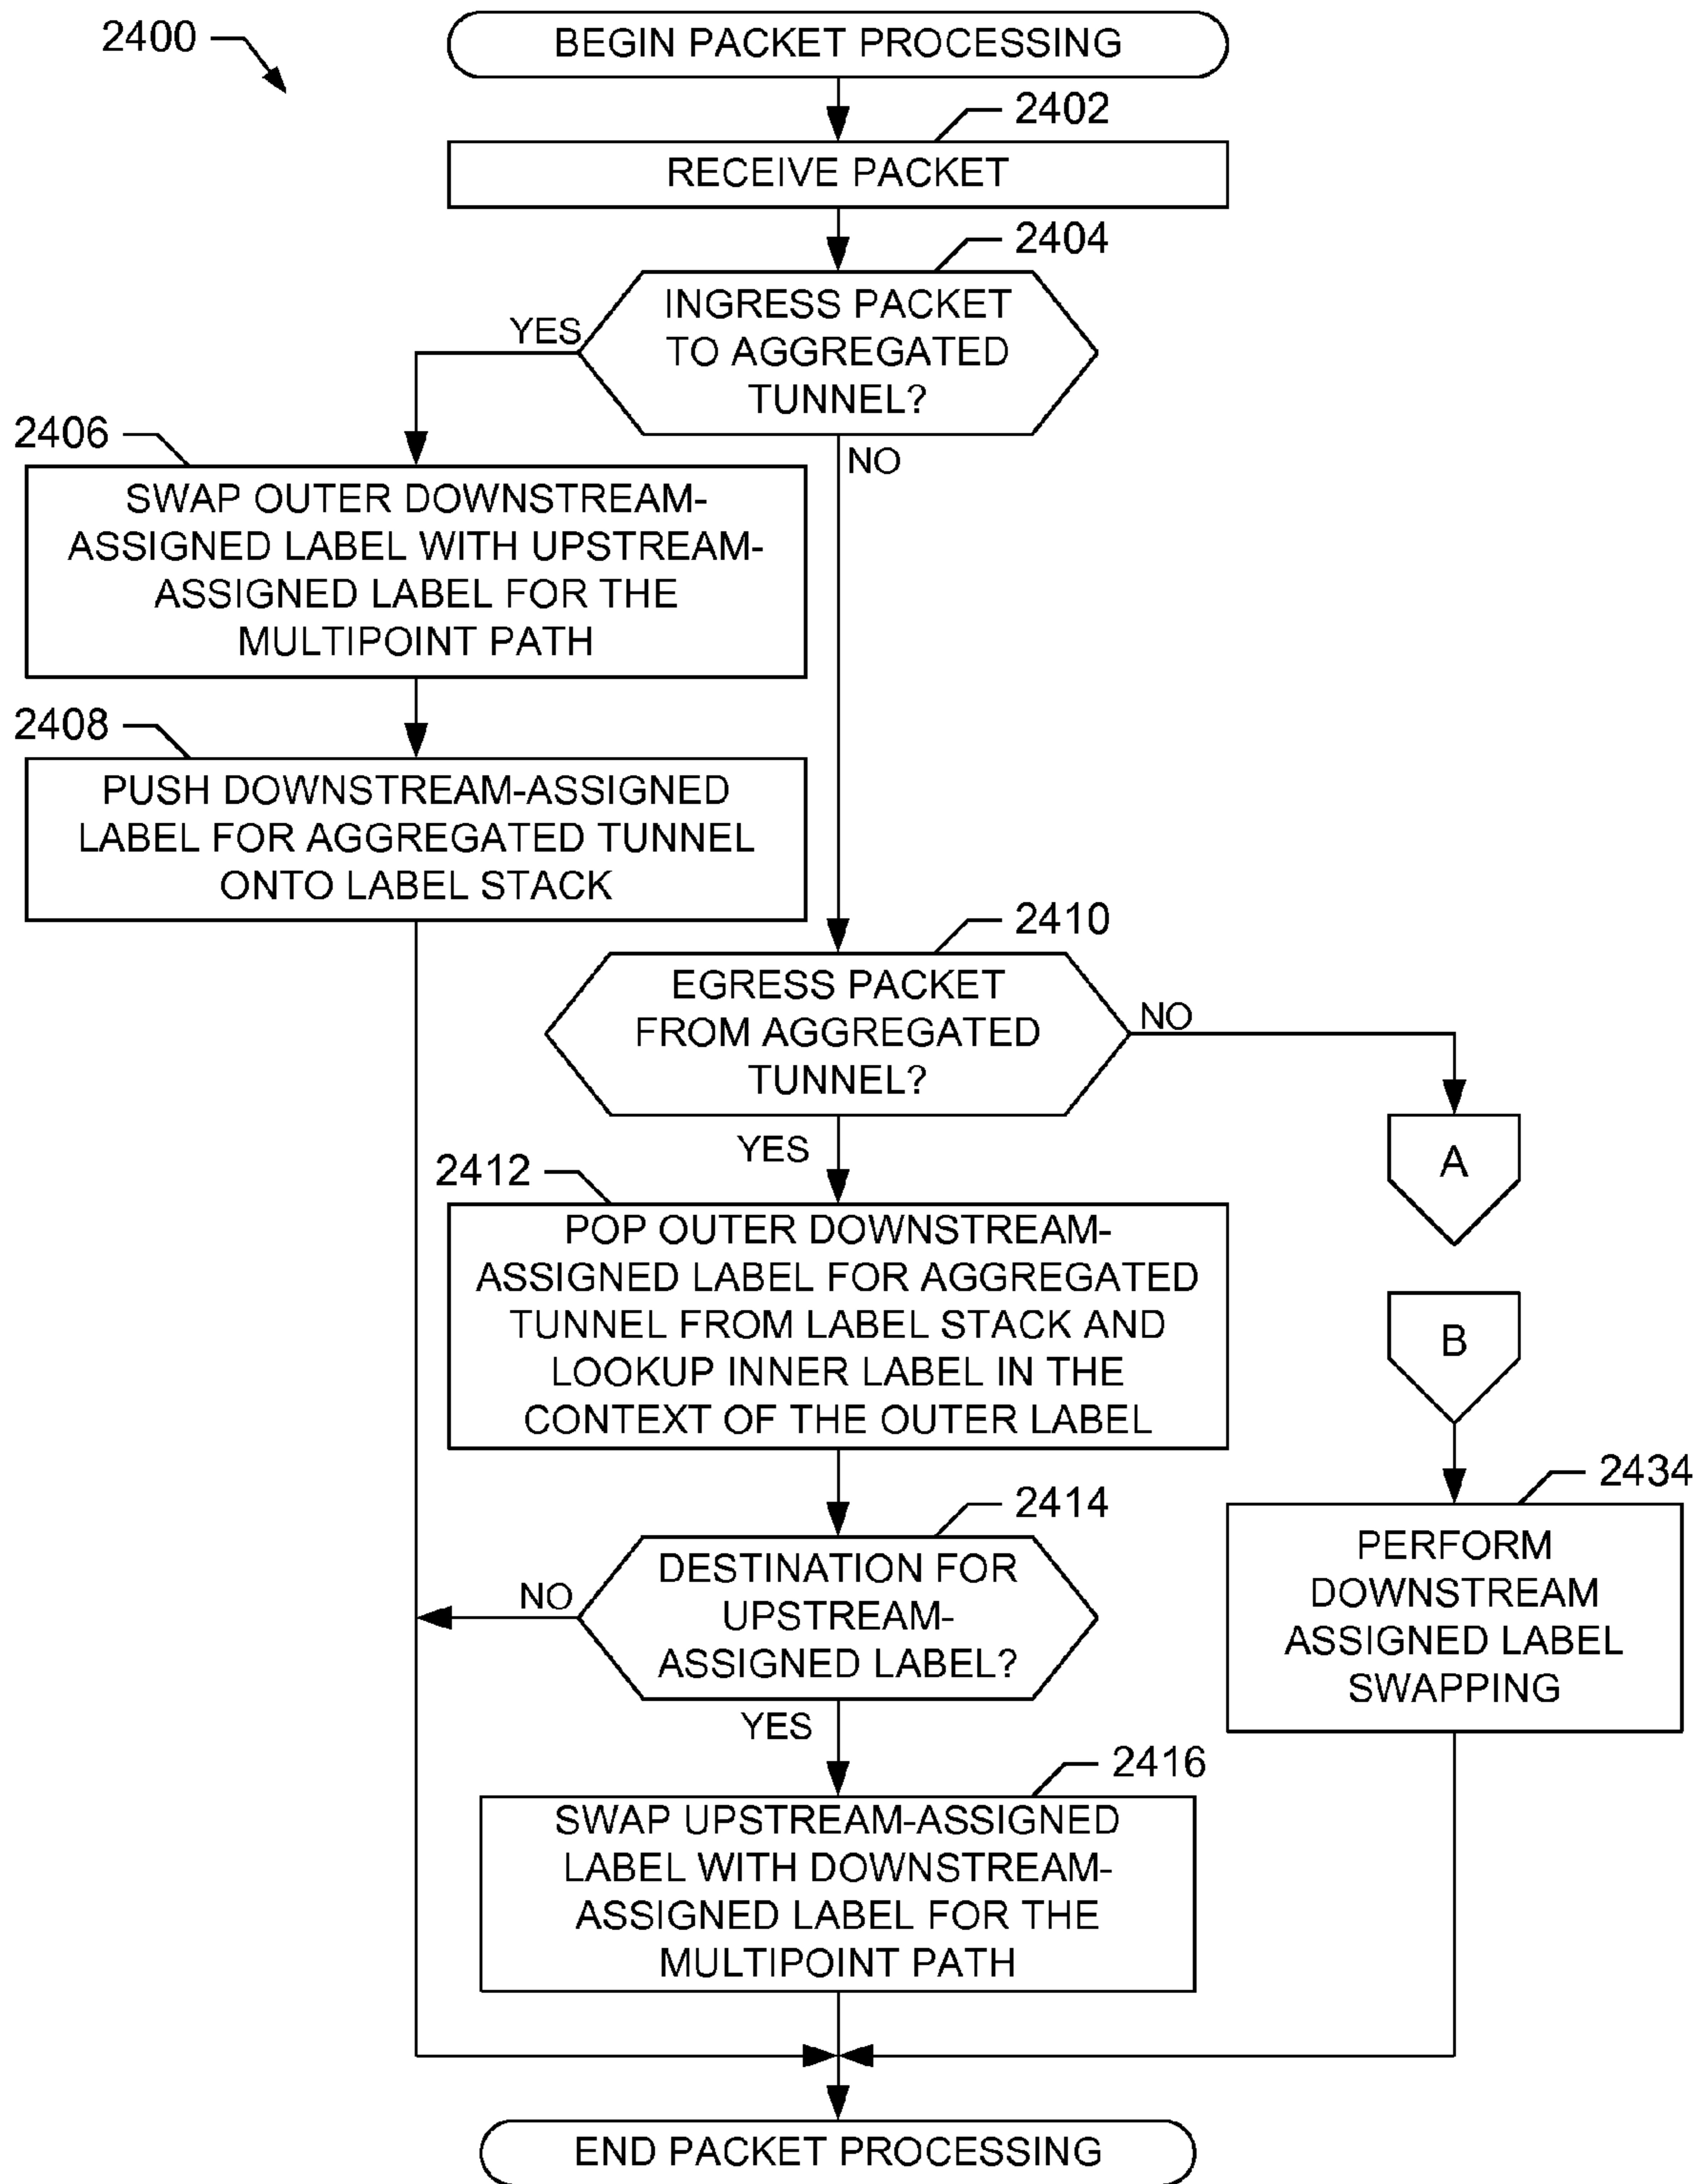 2400
BEGIN PACKET PROCESSING
2402
RECEIVE PACKET
2404
INGRESS PACKET
TO AGGREGATED
TUNNEL?
YES
NO
2406
SWAP OUTER DOWNSTREAM-
ASSIGNED LABEL WITH UPSTREAM-
ASSIGNED LABEL FOR THE
MULTIPOINT PATH
2408
PUSH DOWNSTREAM-ASSIGNED
LABEL FOR AGGREGATED TUNNEL
ONTO LABEL STACK
2410
EGRESS PACKET
FROM AGGREGATED
TUNNEL?
NO
YES
A
2412
POP OUTER DOWNSTREAM-
ASSIGNED LABEL FOR AGGREGATED
TUNNEL FROM LABEL STACK AND
LOOKUP INNER LABEL IN THE
CONTEXT OF THE OUTER LABEL
B
2414
DESTINATION FOR
UPSTREAM-
ASSIGNED LABEL?
NO
YES
2434
PERFORM
DOWNSTREAM
ASSIGNED LABEL
SWAPPING
2416
SWAP UPSTREAM-ASSIGNED
LABEL WITH DOWNSTREAM-
ASSIGNED LABEL FOR THE
MULTIPOINT PATH
END PACKET PROCESSING